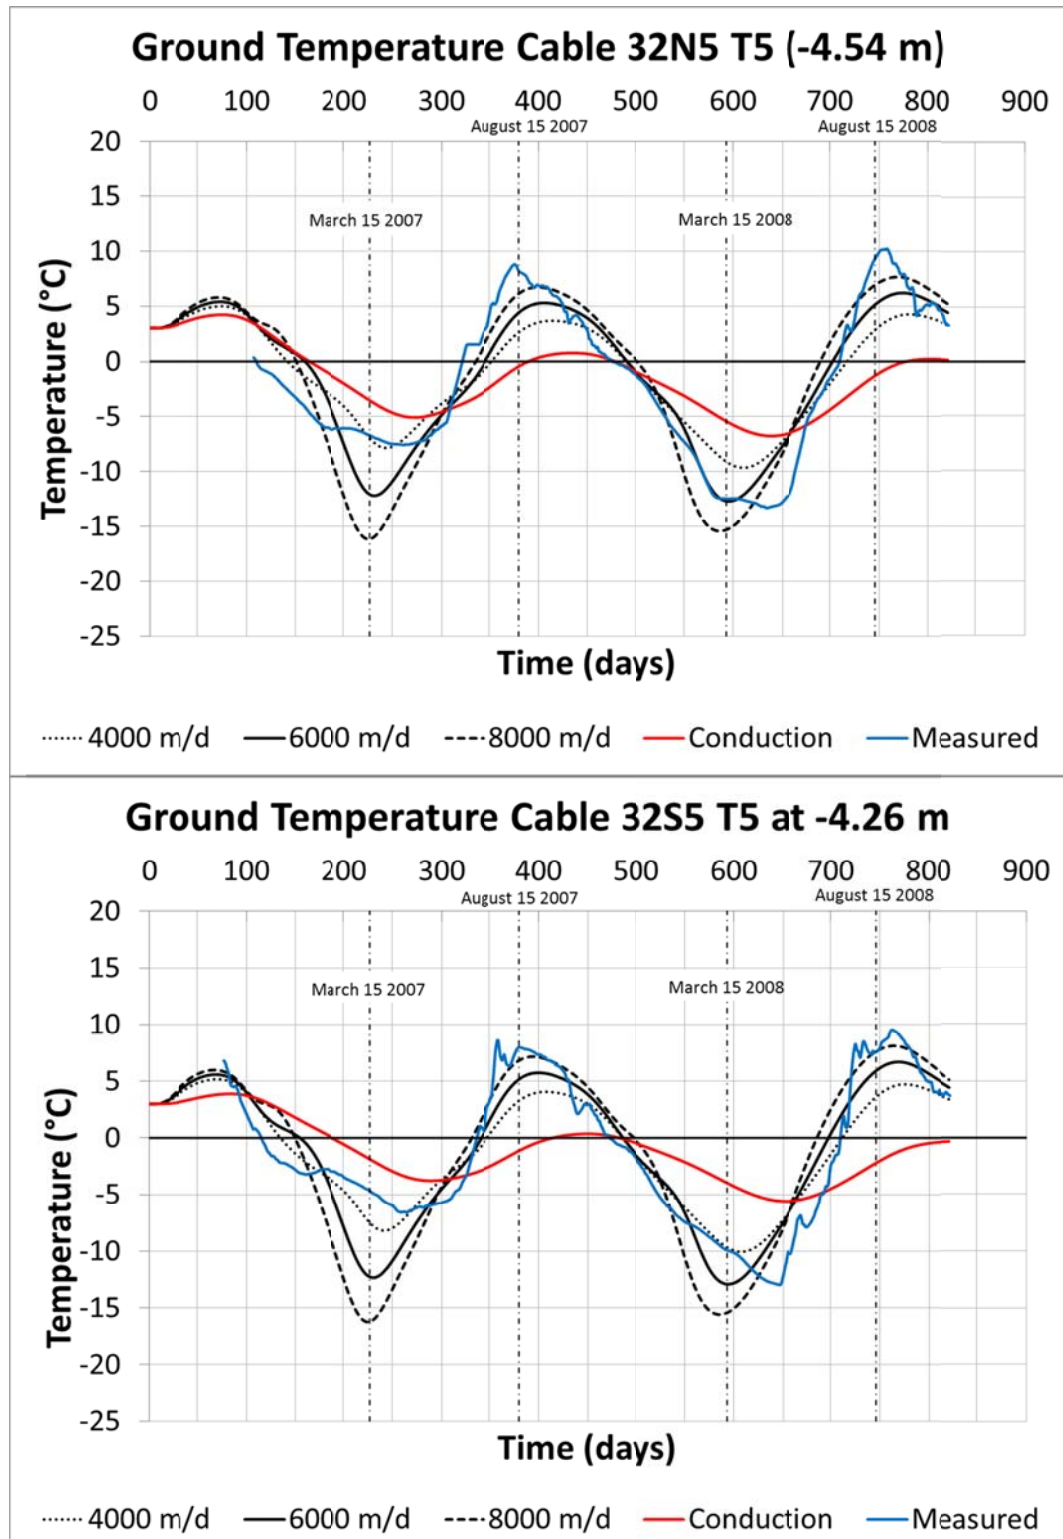 Ground Temperature Cable 32N5 T5 (-4.54 m)
0 100 200 300 400 500 600 700 800 900
August 15 2007 August 15 2008
20
15
March 15 2007 March 15 2008
10
5
0
-5
-10
-15
-20
-25
Temperature (°C)
Time (days)
4000 m/d 6000 m/d 8000 m/d Conduction Measured
Ground Temperature Cable 32S5 T5 at -4.26 m
0 100 200 300 400 500 600 700 800 900
August 15 2007 August 15 2008
20
15
March 15 2007 March 15 2008
10
5
0
-5
-10
-15
-20
-25
Temperature (°C)
Time (days)
4000 m/d 6000 m/d 8000 m/d Conduction Measured